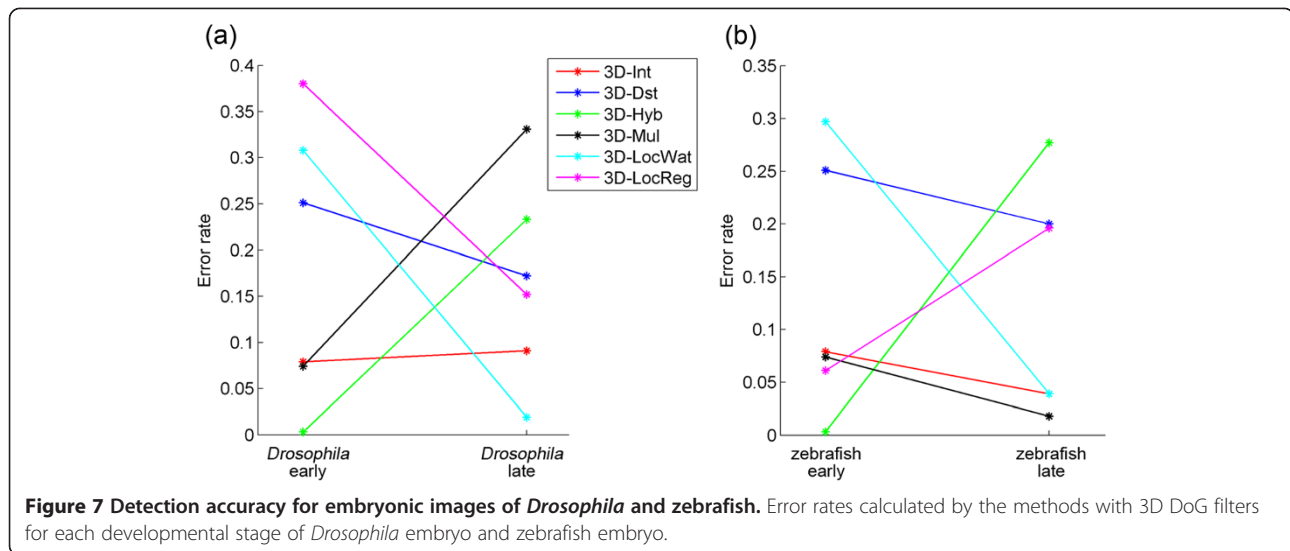 (a)
0.4
0.35
0.3
0.25
0.2
0.15
0.1
0.05
0
Error rate
Drosophila
early
Drosophila
late
3D-Int
3D-Dst
3D-Hyb
3D-Mul
3D-LocWat
3D-LocReg
(b)
0.35
0.3
0.25
0.2
0.15
0.1
0.05
0
Error rate
zebrafish
early
zebrafish
late
Figure 7 Detection accuracy for embryonic images of Drosophila and zebrafish. Error rates calculated by the methods with 3D DoG filters
for each developmental stage of Drosophila embryo and zebrafish embryo.